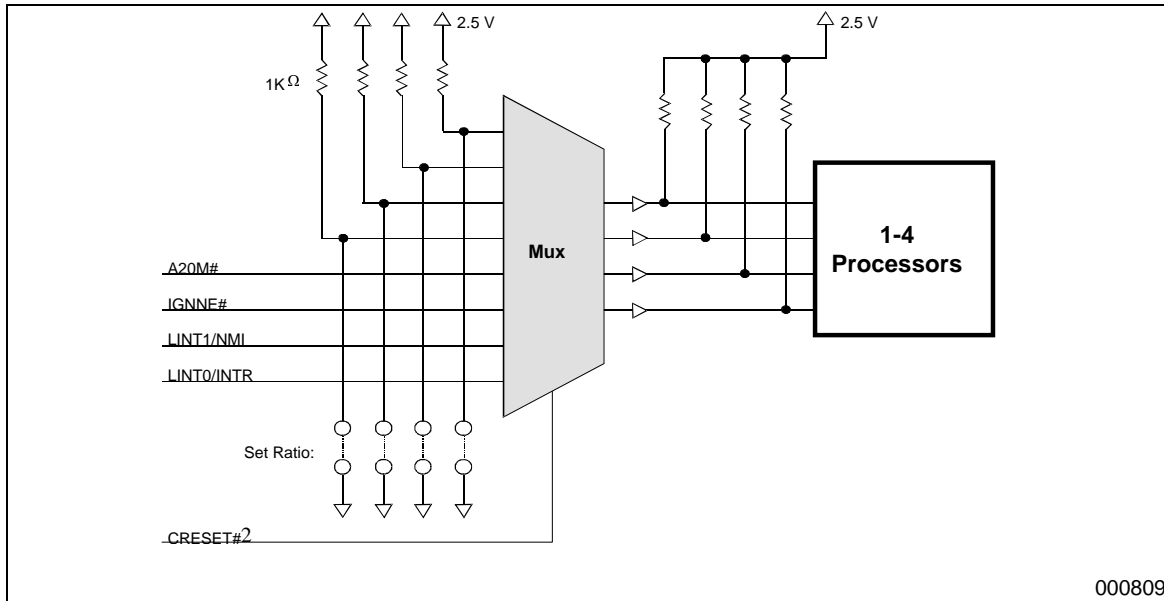 2.5 V
2.5 V
1KΩ
Mux
1-4
Processors
A20M#
IGNNE#
LINT1/NMI
LINT0/INTR
Set Ratio:
CRESET#2
000809